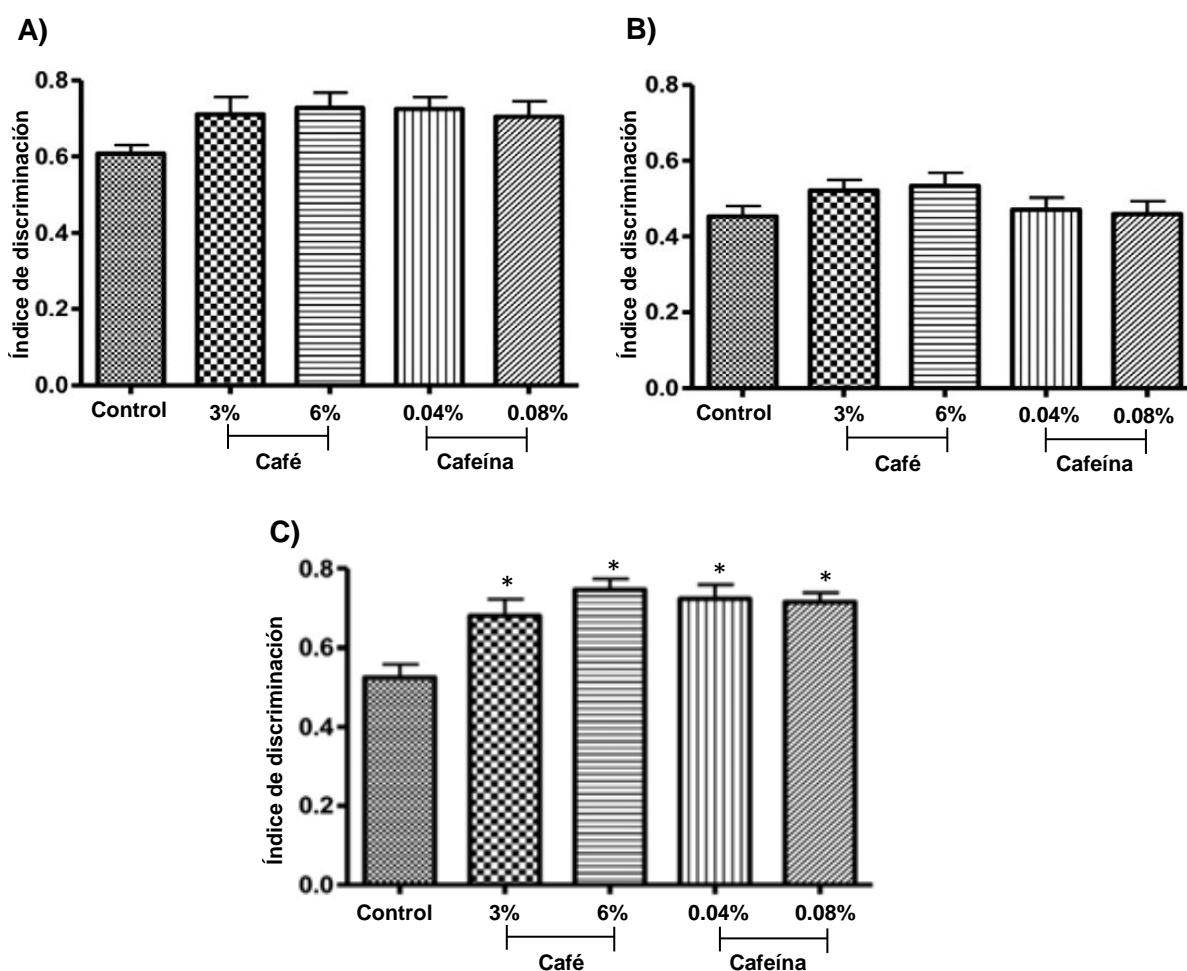 A)
Índice de discriminación
0.8
0.6
0.4
0.2
0.0
Control 3% 6% 0.04% 0.08%
Café Cafeína
B)
Índice de discriminación
0.8
0.6
0.4
0.2
0.0
Control 3% 6% 0.04% 0.08%
Café Cafeína
C)
Índice de discriminación
0.8
0.6
0.4
0.2
0.0
* * * *
Control 3% 6% 0.04% 0.08%
Café Cafeína